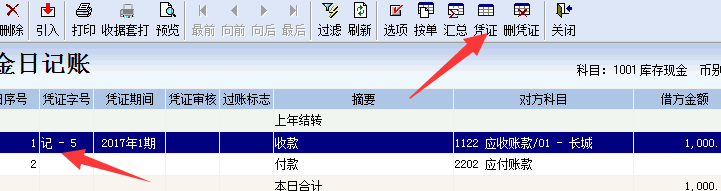 删除 引入 打印 收据套打 预览 最前 向前 向后 最后 过滤 刷新 选项 按单 汇总 凭证 删凭证 关闭
金日记账
科目：1001 库存现金 币别
日序号 凭证字号 凭证期间 凭证审核 过账标志 摘要 对方科目 借方金额
上年结转
1 记 - 5 2017年1期 收款 1122 应收账款/01 - 长城 1,000.
2 付款 2202 应付账款
本日合计 1,000.